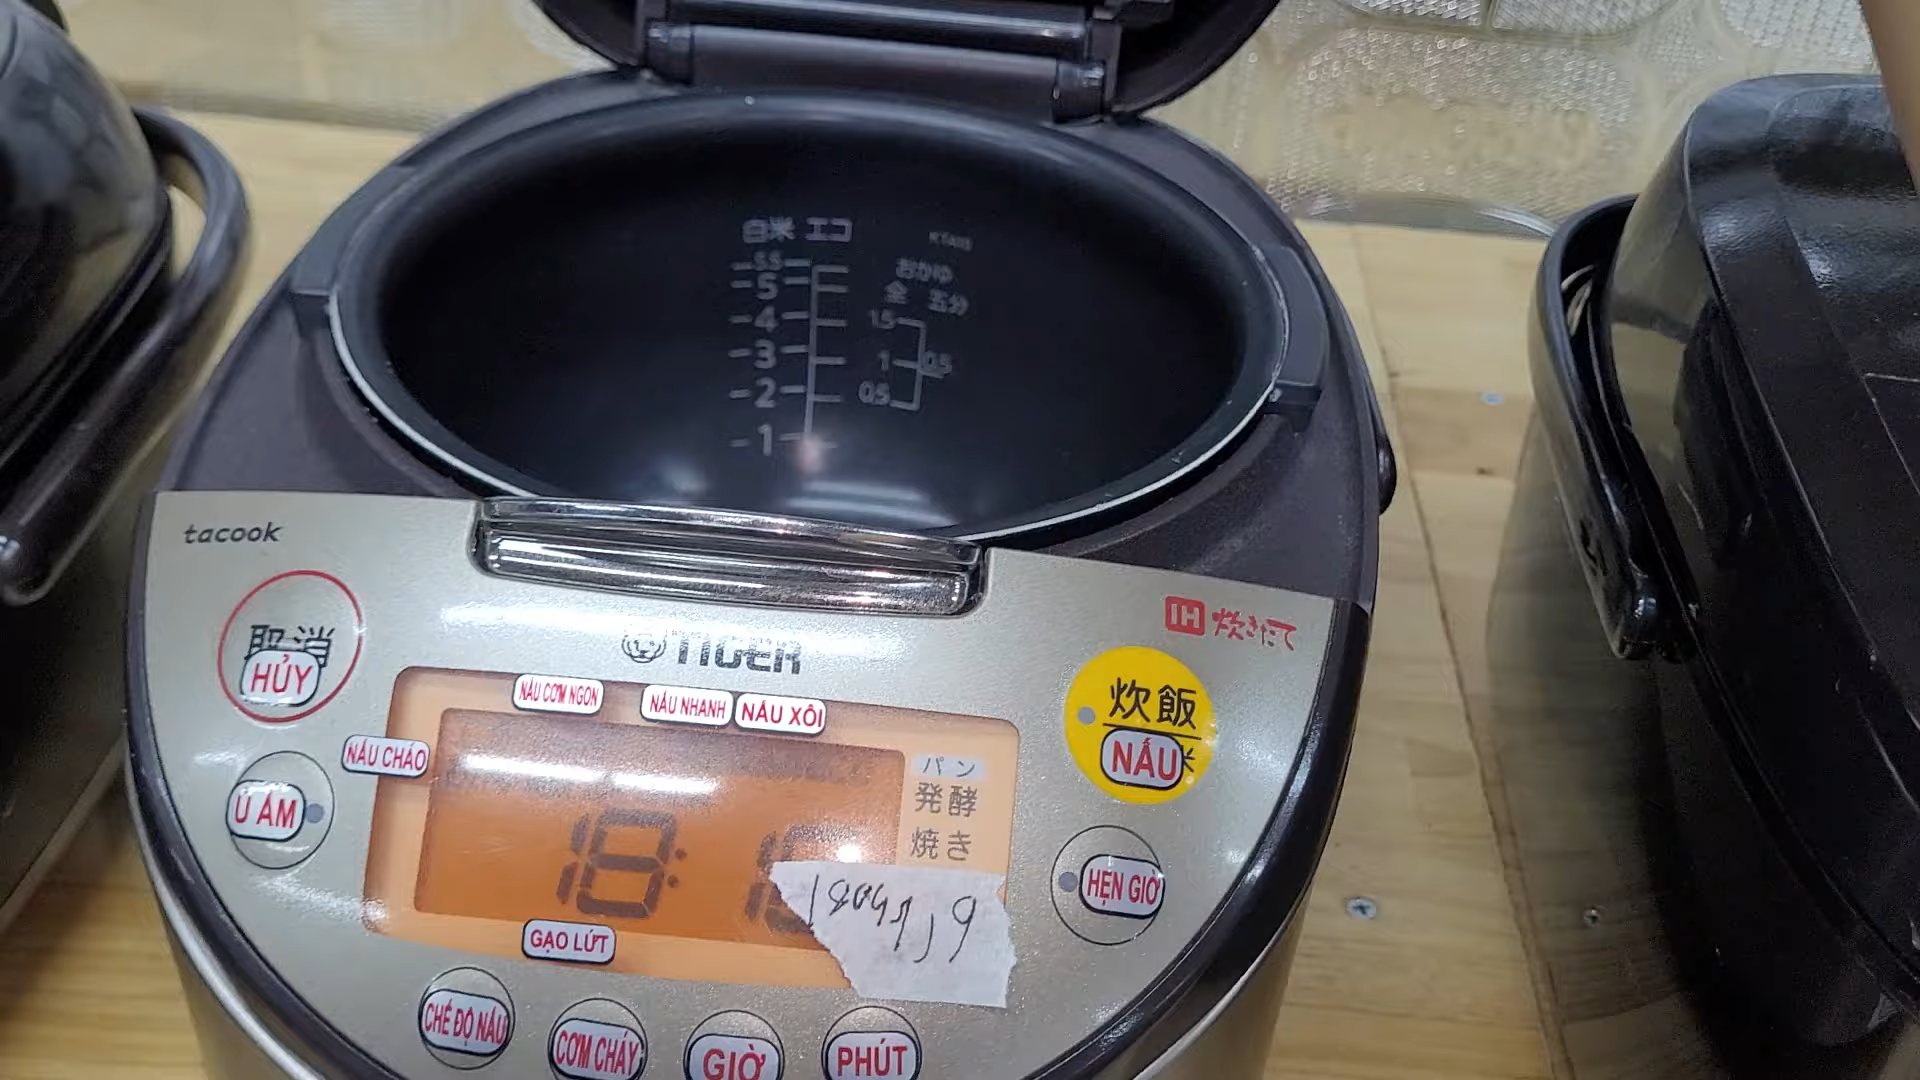 白米 エコ
5.5
5
4
3
2
1
おかゆ
全 五分
1.5
1
0.5
0.5
tacook
取消
HỦY
TIGER
IH 炊きたて
NẤU CƠM NGON
NẤU NHANH
NẤU XÔI
NẤU CHÁO
炊飯
NẤU
Ủ ẤM
パン
発酵
焼き
18:
HẸN GIỜ
GẠO LỨT
CHẾ ĐỘ NẤU
CƠM CHÁY
GIỜ
PHÚT